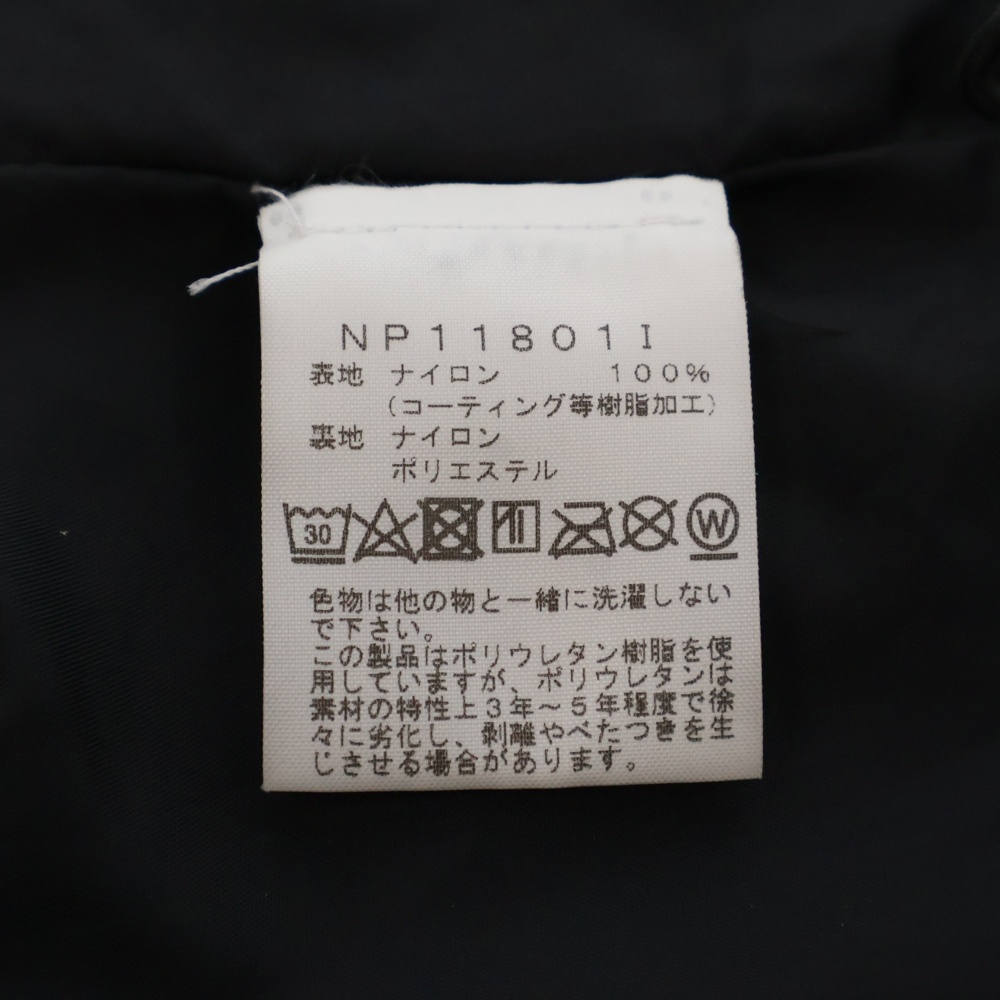 NP11801I
表地 ナイロン 100%
(コーティング等樹脂加工)
裏地 ナイロン
ポリエステル
30 W
色物は他の物と一緒に洗濯しない
で下さい。
この製品はポリウレタン樹脂を使
用していますが、ポリウレタンは
素材の特性上3年～5年程度で徐
々に劣化し、剥離やべたつきを生
じさせる場合があります。